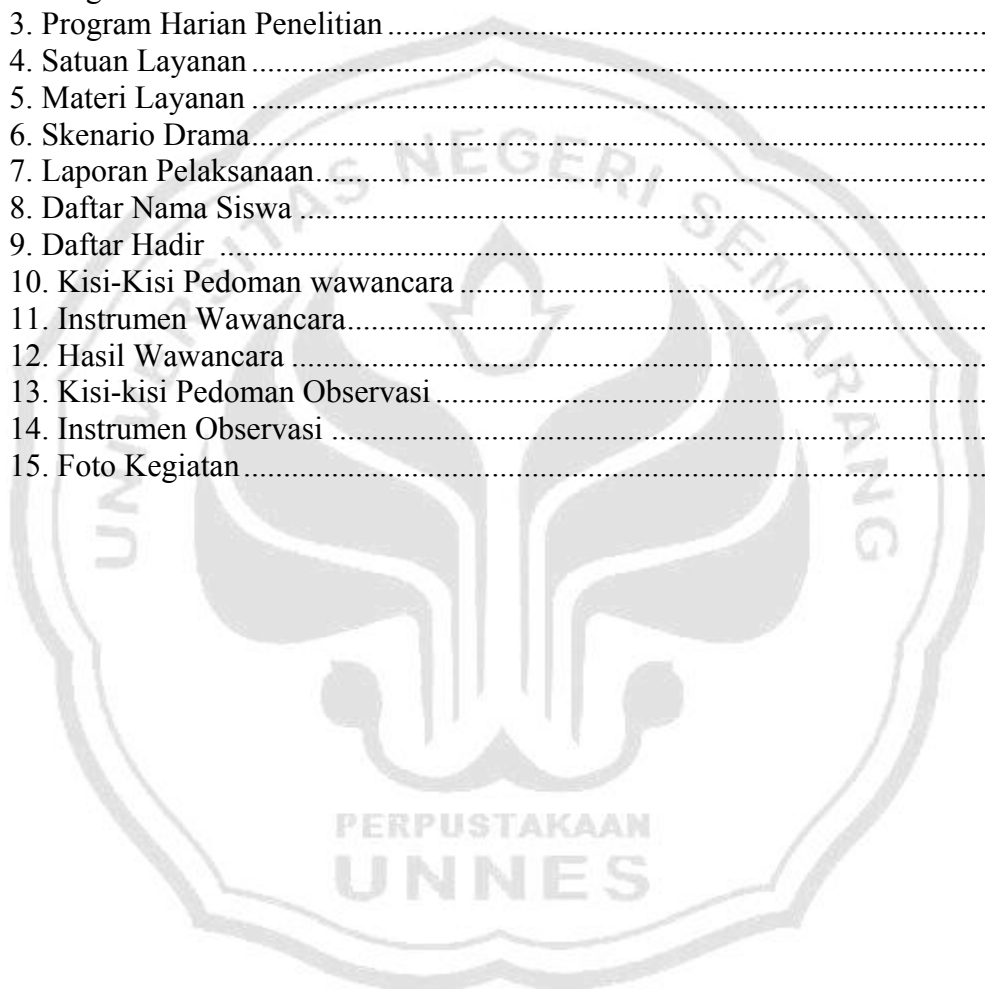 3. Program Harian Penelitian ..........................................................................
4. Satuan Layanan ............................................................................................
5. Materi Layanan ............................................................................................
6. Skenario Drama............................................................................................
7. Laporan Pelaksanaan....................................................................................
8. Daftar Nama Siswa ......................................................................................
9. Daftar Hadir ................................................................................................
10. Kisi-Kisi Pedoman wawancara ..................................................................
11. Instrumen Wawancara................................................................................
12. Hasil Wawancara .......................................................................................
13. Kisi-kisi Pedoman Observasi .....................................................................
14. Instrumen Observasi ..................................................................................
15. Foto Kegiatan .............................................................................................
UNIVERSITAS NEGERI SEMARANG
PERPUSTAKAAN
UNNES